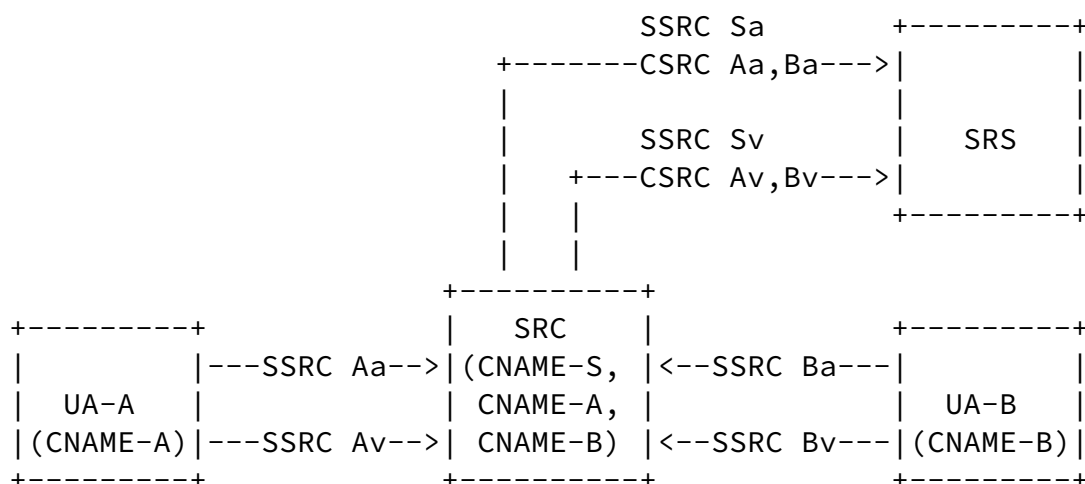 SSRC Sa +---------+
+-------CSRC Aa,Ba--->| |
| | |
| SSRC Sv | SRS |
| +---CSRC Av,Bv--->| |
| | +---------+
| |
+----------+
+---------+ | SRC | +---------+
| |---SSRC Aa-->|(CNAME-S, |<--SSRC Ba---| |
| UA-A | | CNAME-A, | | UA-B |
|(CNAME-A)|---SSRC Av-->| CNAME-B) |<--SSRC Bv---|(CNAME-B)|
+---------+ +----------+ +---------+